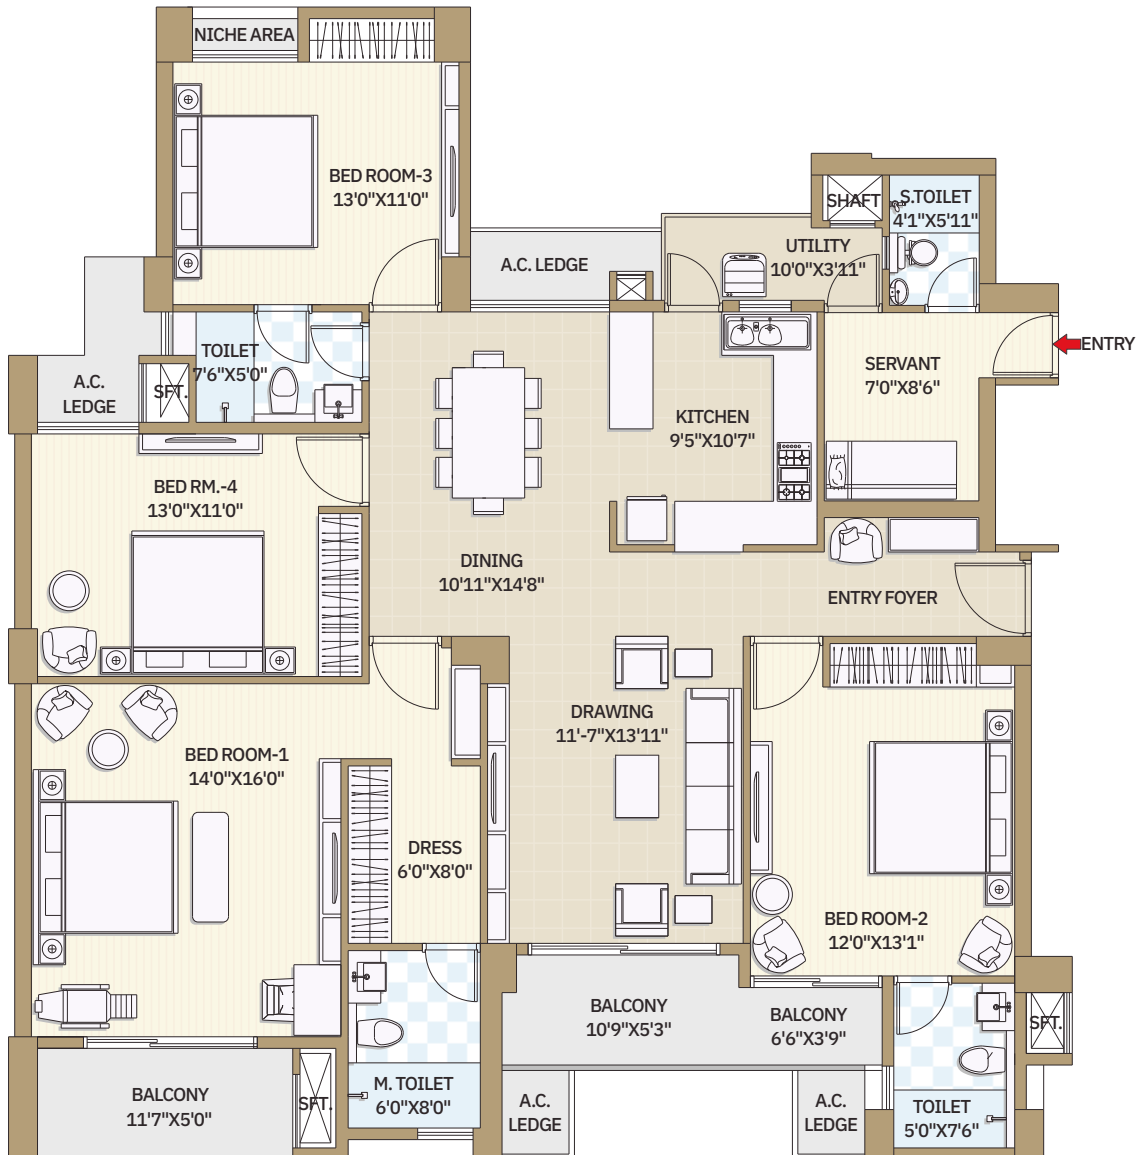 NICHE AREA
BED ROOM-3
13'0"X11'0"
SHAFT
S.TOILET
4'1"X5'11"
UTILITY
10'0"X3'11"
A.C. LEDGE
ENTRY
TOILET
7'6"X5'0"
SERVANT
7'0"X8'6"
A.C.
LEDGE
SFT.
KITCHEN
9'5"X10'7"
BED RM.-4
13'0"X11'0"
DINING
10'11"X14'8"
ENTRY FOYER
DRAWING
11'-7"X13'11"
BED ROOM-1
14'0"X16'0"
DRESS
6'0"X8'0"
BED ROOM-2
12'0"X13'1"
BALCONY
10'9"X5'3"
BALCONY
6'6"X3'9"
SFT.
M. TOILET
6'0"X8'0"
BALCONY
11'7"X5'0"
SFT.
A.C.
LEDGE
A.C.
LEDGE
TOILET
5'0"X7'6"